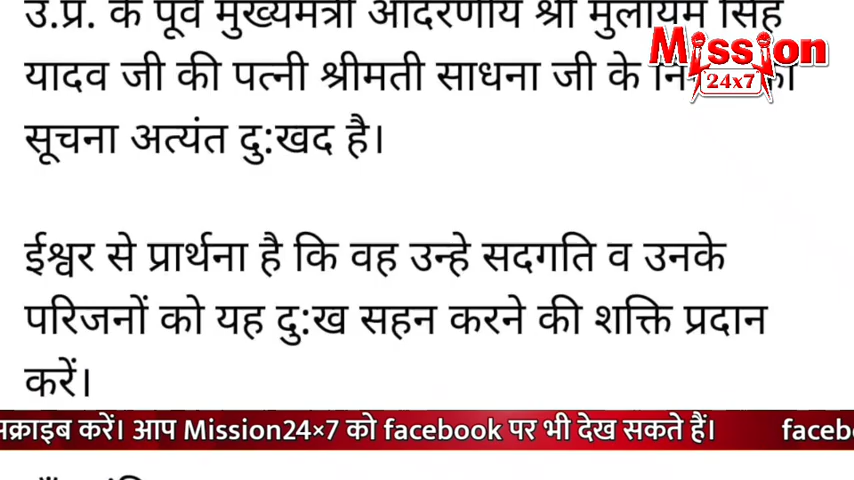 उ.प्र. के पूर्व मुख्यमंत्री आदरणीय श्री मुलायम सिंह
Mission
24x7
यादव जी की पत्नी श्रीमती साधना जी के
सूचना अत्यंत दु:खद है।
ईश्वर से प्रार्थना है कि वह उन्हे सदगति व उनके
परिजनों को यह दु:ख सहन करने की शक्ति प्रदान
करें।
करें। आप Mission24×7 को facebook पर भी देख सकते हैं।